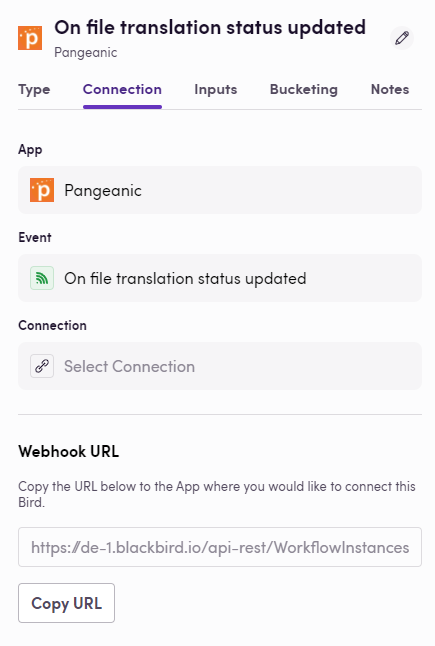 On file translation status updated
Pangeanic
Type Connection Inputs Bucketing Notes
App
Pangeanic
Event
On file translation status updated
Connection
Select Connection
Webhook URL
Copy the URL below to the App where you would like to connect this
Bird.
https://de-1.blackbird.io/api-rest/WorkflowInstances
Copy URL